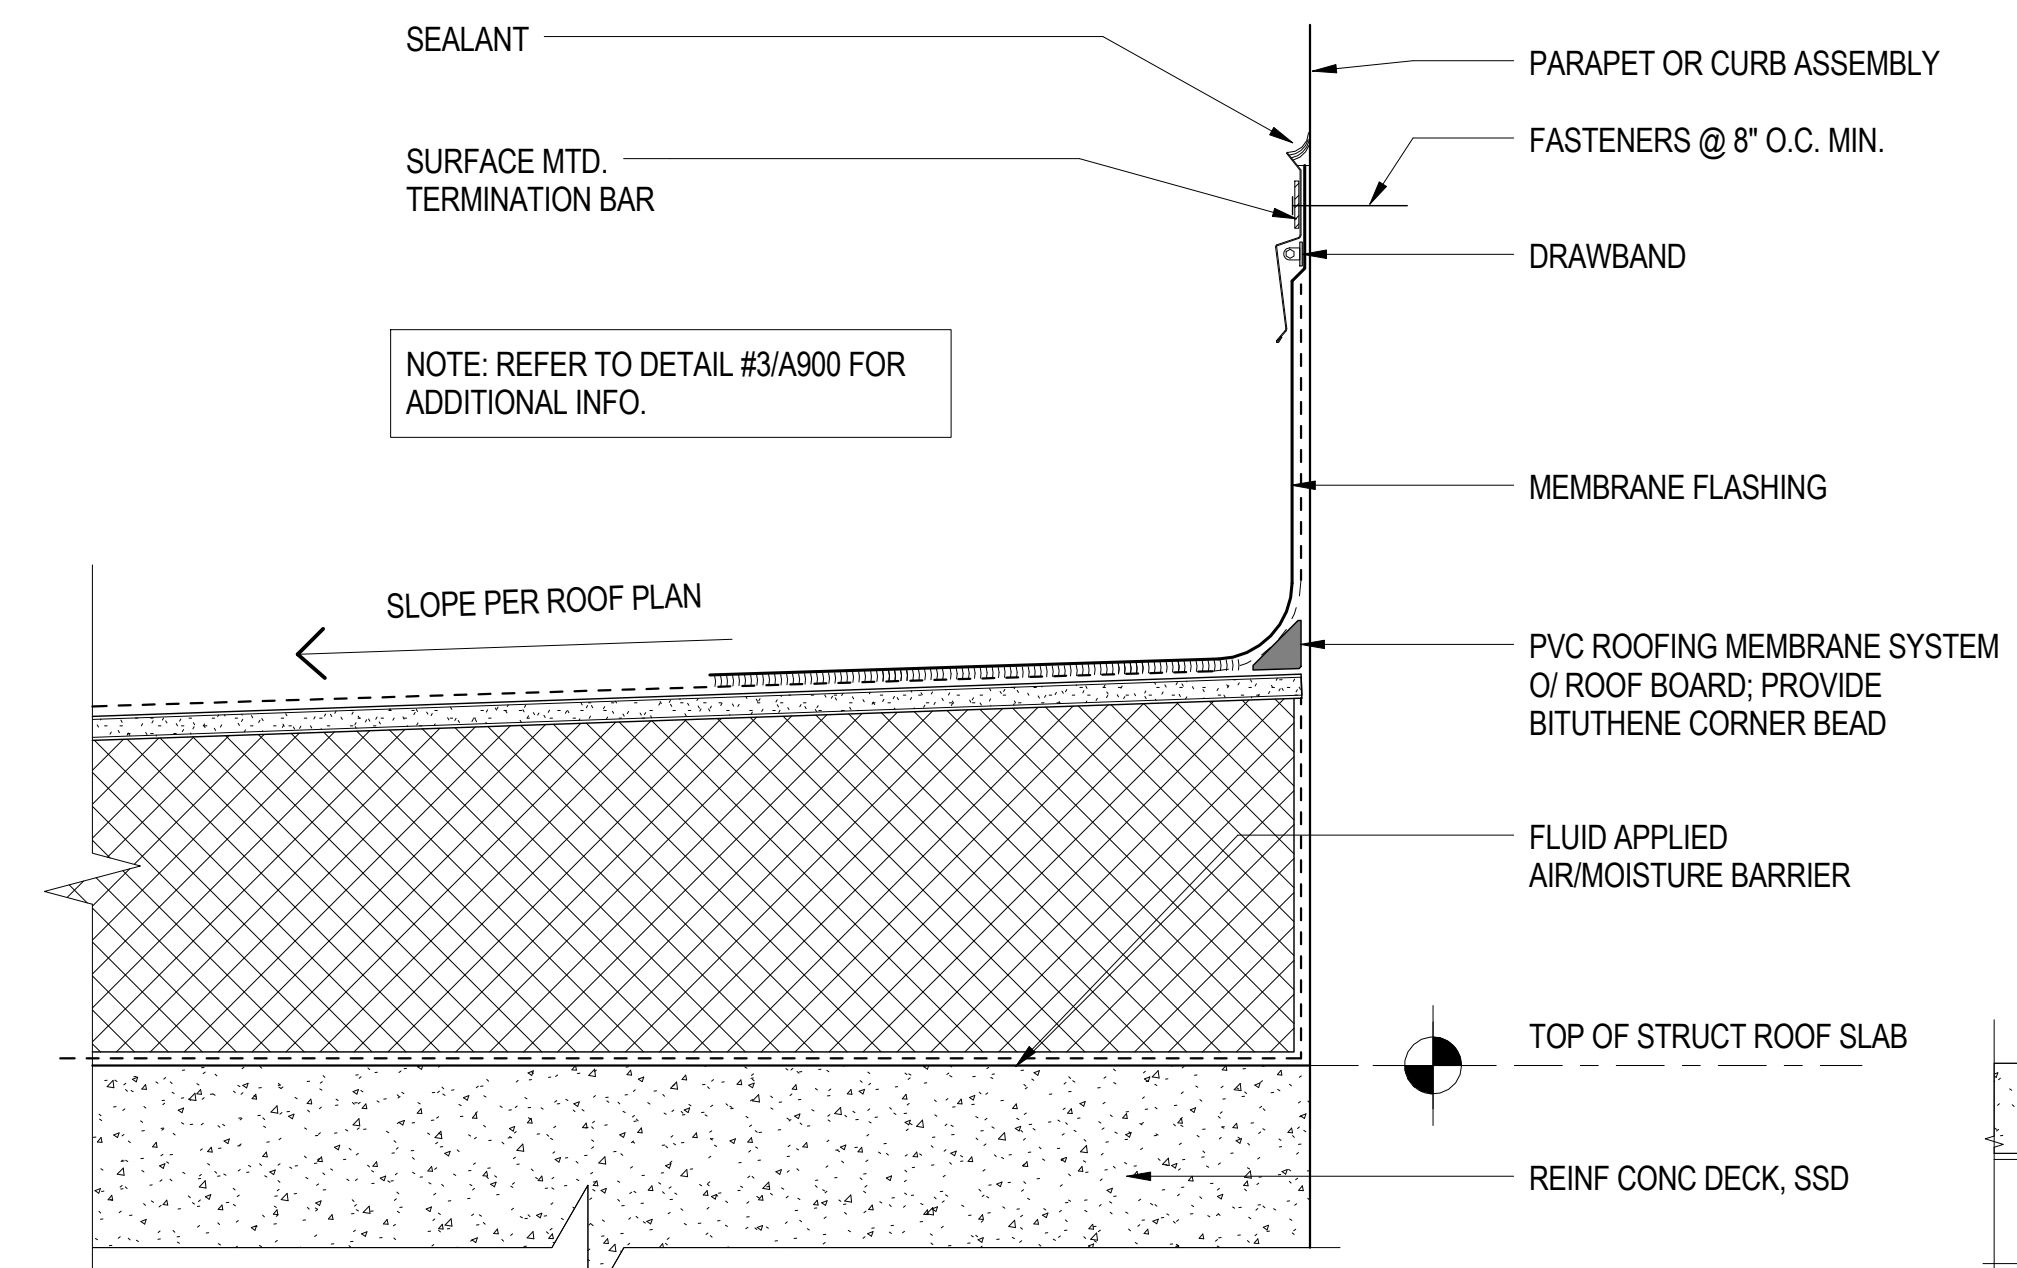 SEALANT
SURFACE MTD.
TERMINATION BAR
NOTE: REFER TO DETAIL #3/A900 FOR
ADDITIONAL INFO.
SLOPE PER ROOF PLAN
PARAPET OR CURB ASSEMBLY
FASTENERS @ 8" O.C. MIN.
DRAWBAND
MEMBRANE FLASHING
PVC ROOFING MEMBRANE SYSTEM
O/ ROOF BOARD; PROVIDE
BITUTHENE CORNER BEAD
FLUID APPLIED
AIR/MOISTURE BARRIER
TOP OF STRUCT ROOF SLAB
REINF CONC DECK, SSD